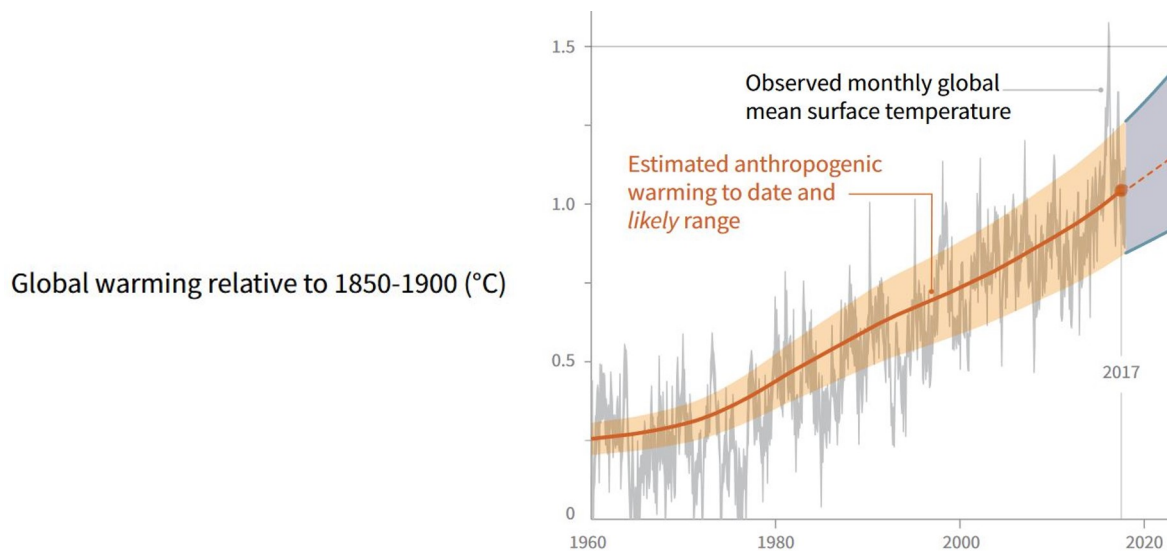 1.5
Observed monthly global
mean surface temperature
Estimated anthropogenic
warming to date and
likely range
1.0
Global warming relative to 1850-1900 (°C)
0.5
2017
0
1960
1980
2000
2020